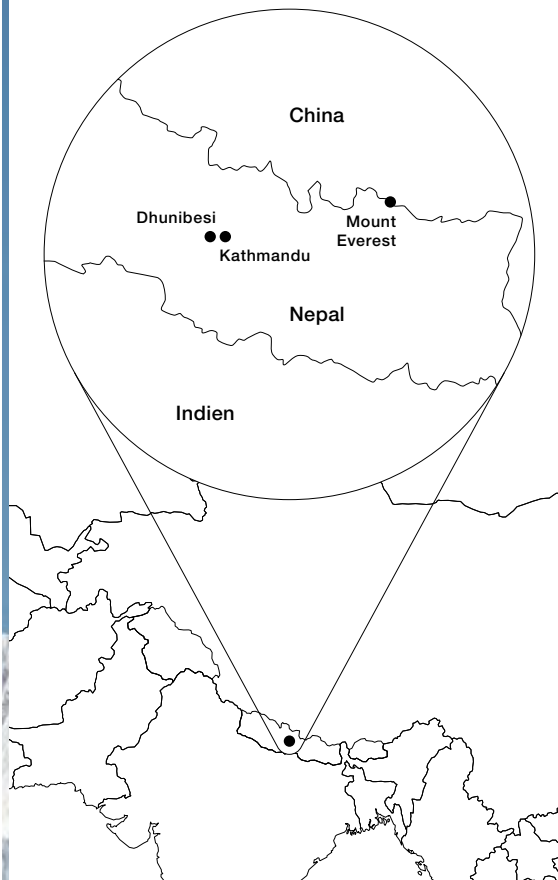 China
Dhunibesi
Mount
Everest
Kathmandu
Nepal
Indien